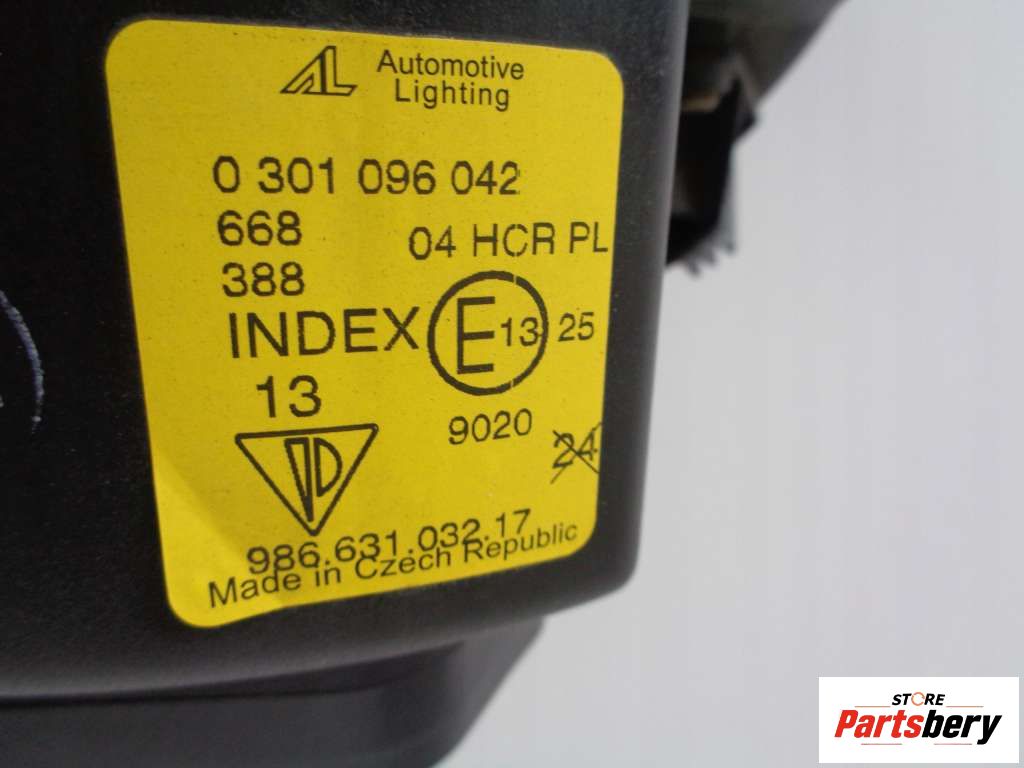 AL Automotive
Lighting
0 301 096 042
668 04 HCR PL
388
INDEX E 13 25
13
9020
24
986.631.032.17
Made in Czech Republic
STORE
Partsbery